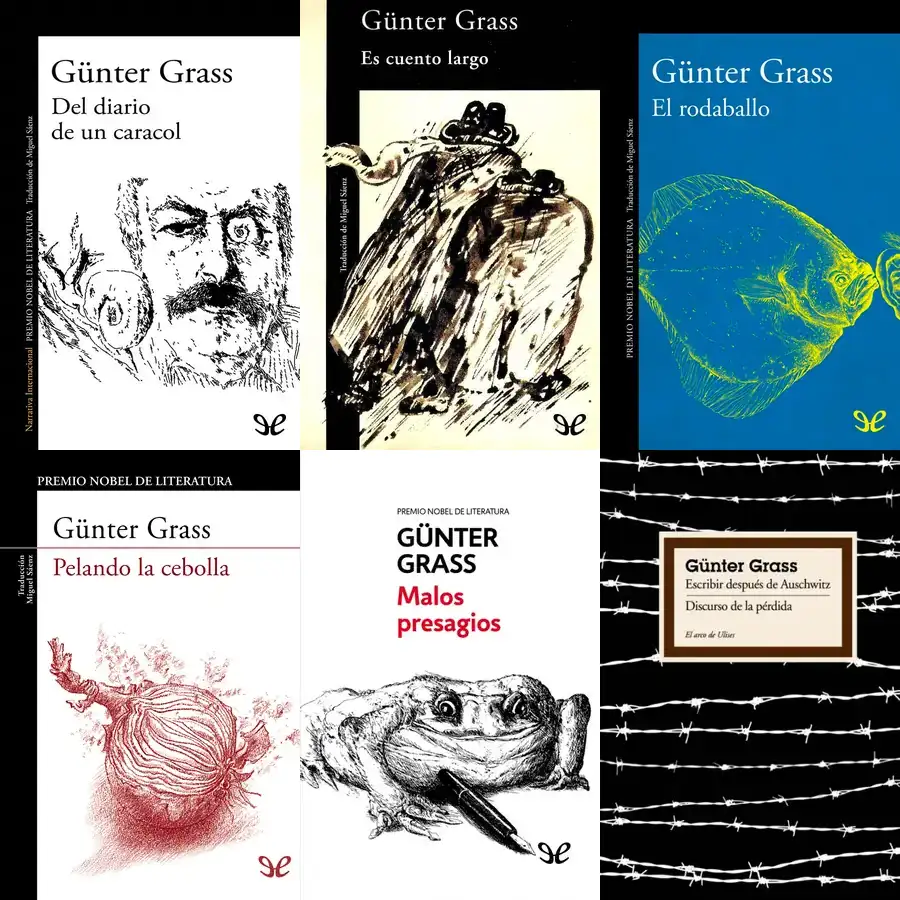 Günter Grass
Del diario
de un caracol
Narrativa Internacional PREMIO NOBEL DE LITERATURA Traducción de Miguel Sáenz
Günter Grass
Es cuento largo
Traducción de Miguel Sáenz
Günter Grass
El rodaballo
PREMIO NOBEL DE LITERATURA Traducción de Miguel Sáenz
PREMIO NOBEL DE LITERATURA
Günter Grass
Pelando la cebolla
Traducción
Miguel Sáenz
PREMIO NOBEL DE LITERATURA
GÜNTER
GRASS
Malos
presagios
Günter Grass
Escribir después de Auschwitz
Discurso de la pérdida
El arco de Ulises